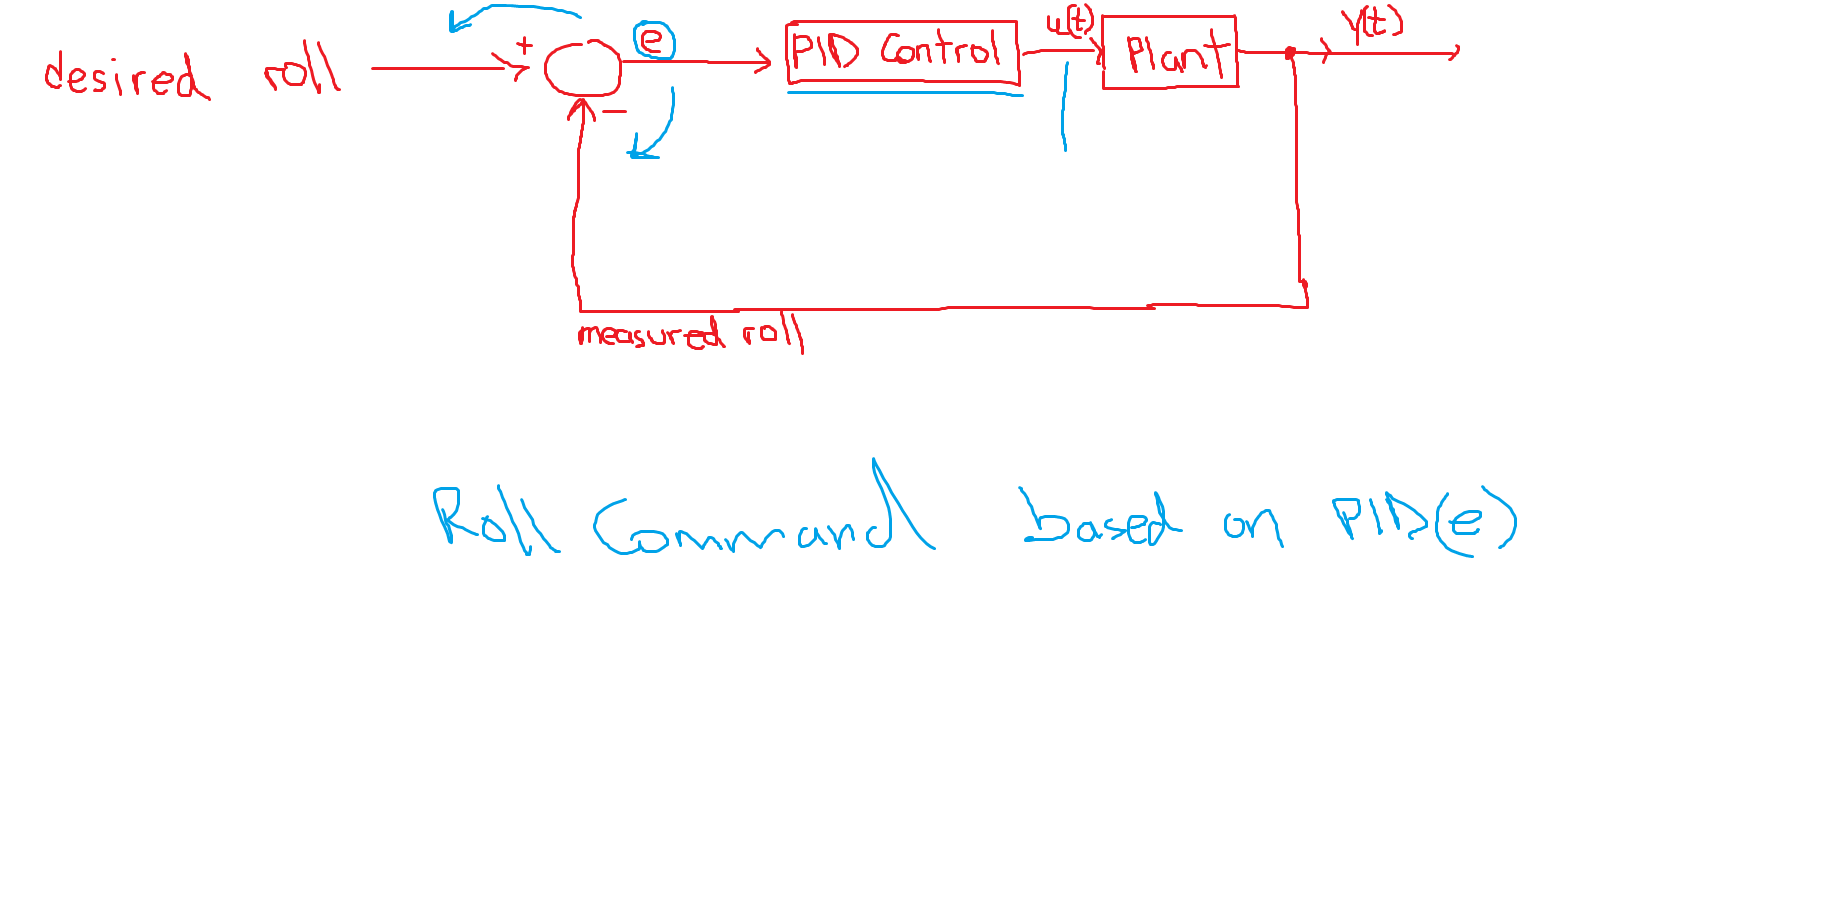 desired roll
+
e
PID Control
u(t)
Plant
y(t)
−
measured roll
Roll Command based on PID(e)